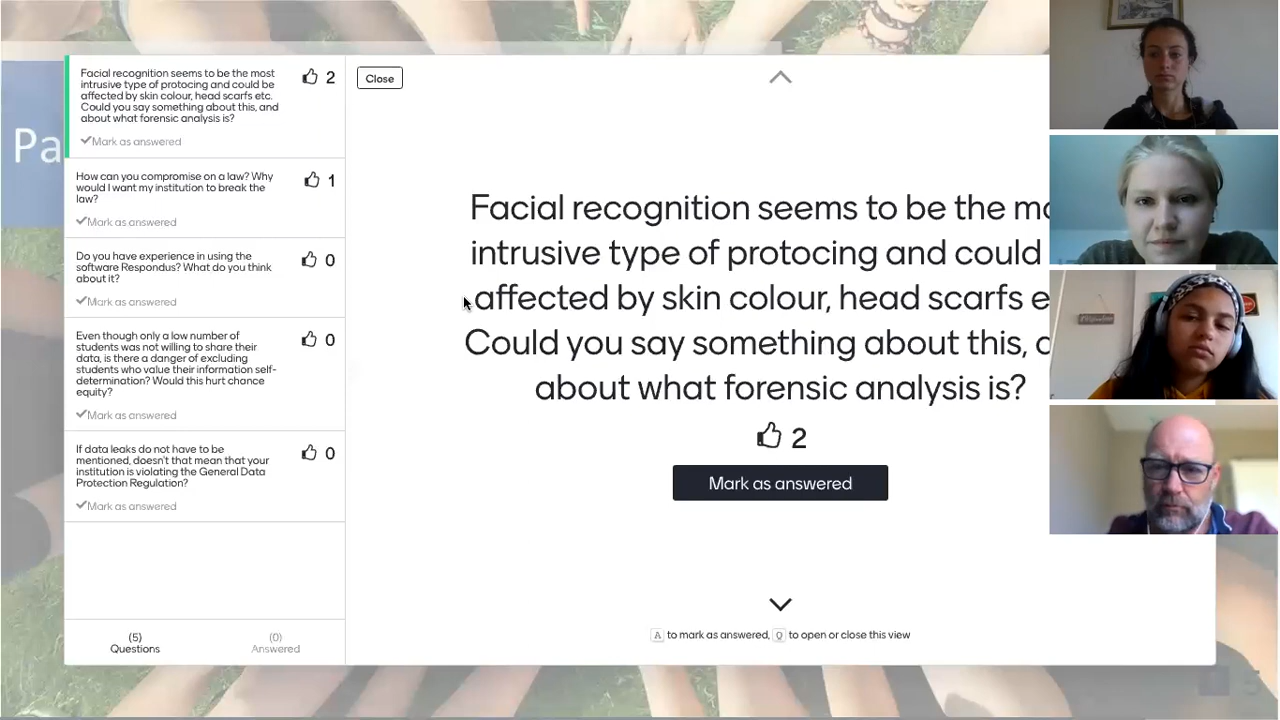 Pa
Facial recognition seems to be the most
intrusive type of protocing and could be
affected by skin colour, head scarfs etc.
Could you say something about this, and
about what forensic analysis is?
2
Mark as answered
How can you compromise on a law? Why
would I want my institution to break the
law?
1
Mark as answered
Do you have experience in using the
software Respondus? What do you think
about it?
0
Mark as answered
Even though only a low number of
students was not willing to share their
data, is there a danger of excluding
students who value their information self-
determination? Would this hurt chance
equity?
0
Mark as answered
If data leaks do not have to be
mentioned, doesn't that mean that your
institution is violating the General Data
Protection Regulation?
0
Mark as answered
(5)
Questions
(0)
Answered
Close
Facial recognition seems to be the mo
intrusive type of protocing and could
affected by skin colour, head scarfs e
Could you say something about this, a
about what forensic analysis is?
2
Mark as answered
A to mark as answered, Q to open or close this view